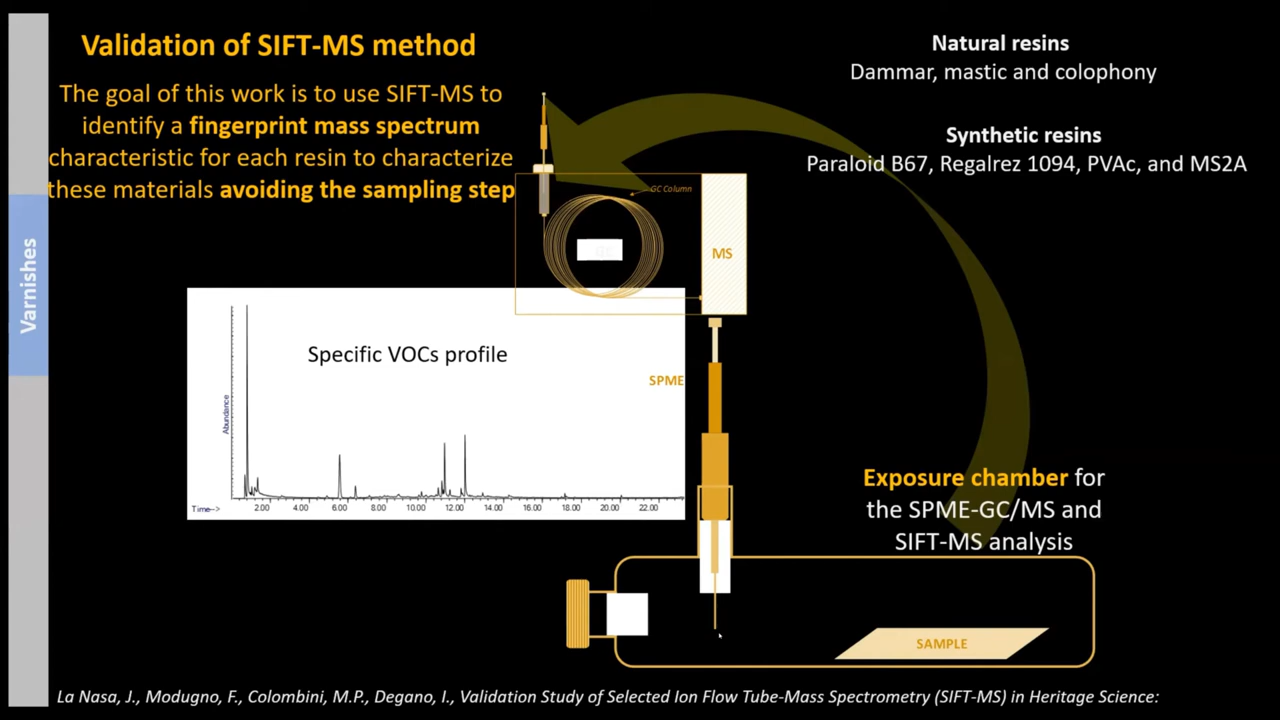 Validation of SIFT-MS method
The goal of this work is to use SIFT-MS to
identify a fingerprint mass spectrum
characteristic for each resin to characterize
these materials avoiding the sampling step
Natural resins
Dammar, mastic and colophony
Synthetic resins
Paraloid B67, Regalrez 1094, PVAc, and MS2A
Varnishes
GC Column
MS
Specific VOCs profile
SPME
Abundance
Time-->
2.00 4.00 6.00 8.00 10.00 12.00 14.00 16.00 18.00 20.00 22.00
Exposure chamber for
the SPME-GC/MS and
SIFT-MS analysis
SAMPLE
La Nasa, J., Modugno, F., Colombini, M.P., Degano, I., Validation Study of Selected Ion Flow Tube-Mass Spectrometry (SIFT-MS) in Heritage Science: